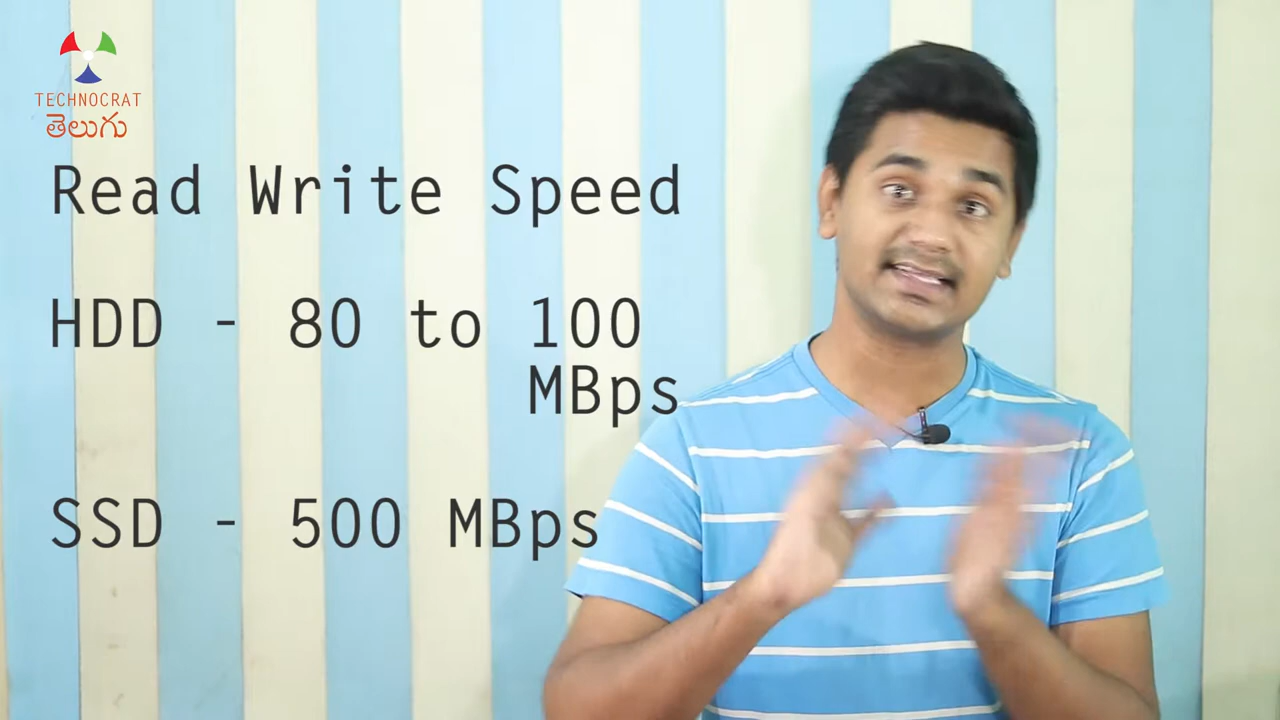 TECHNOCRAT
తెలుగు
Read Write Speed
HDD - 80 to 100
MBps
SSD - 500 MBps